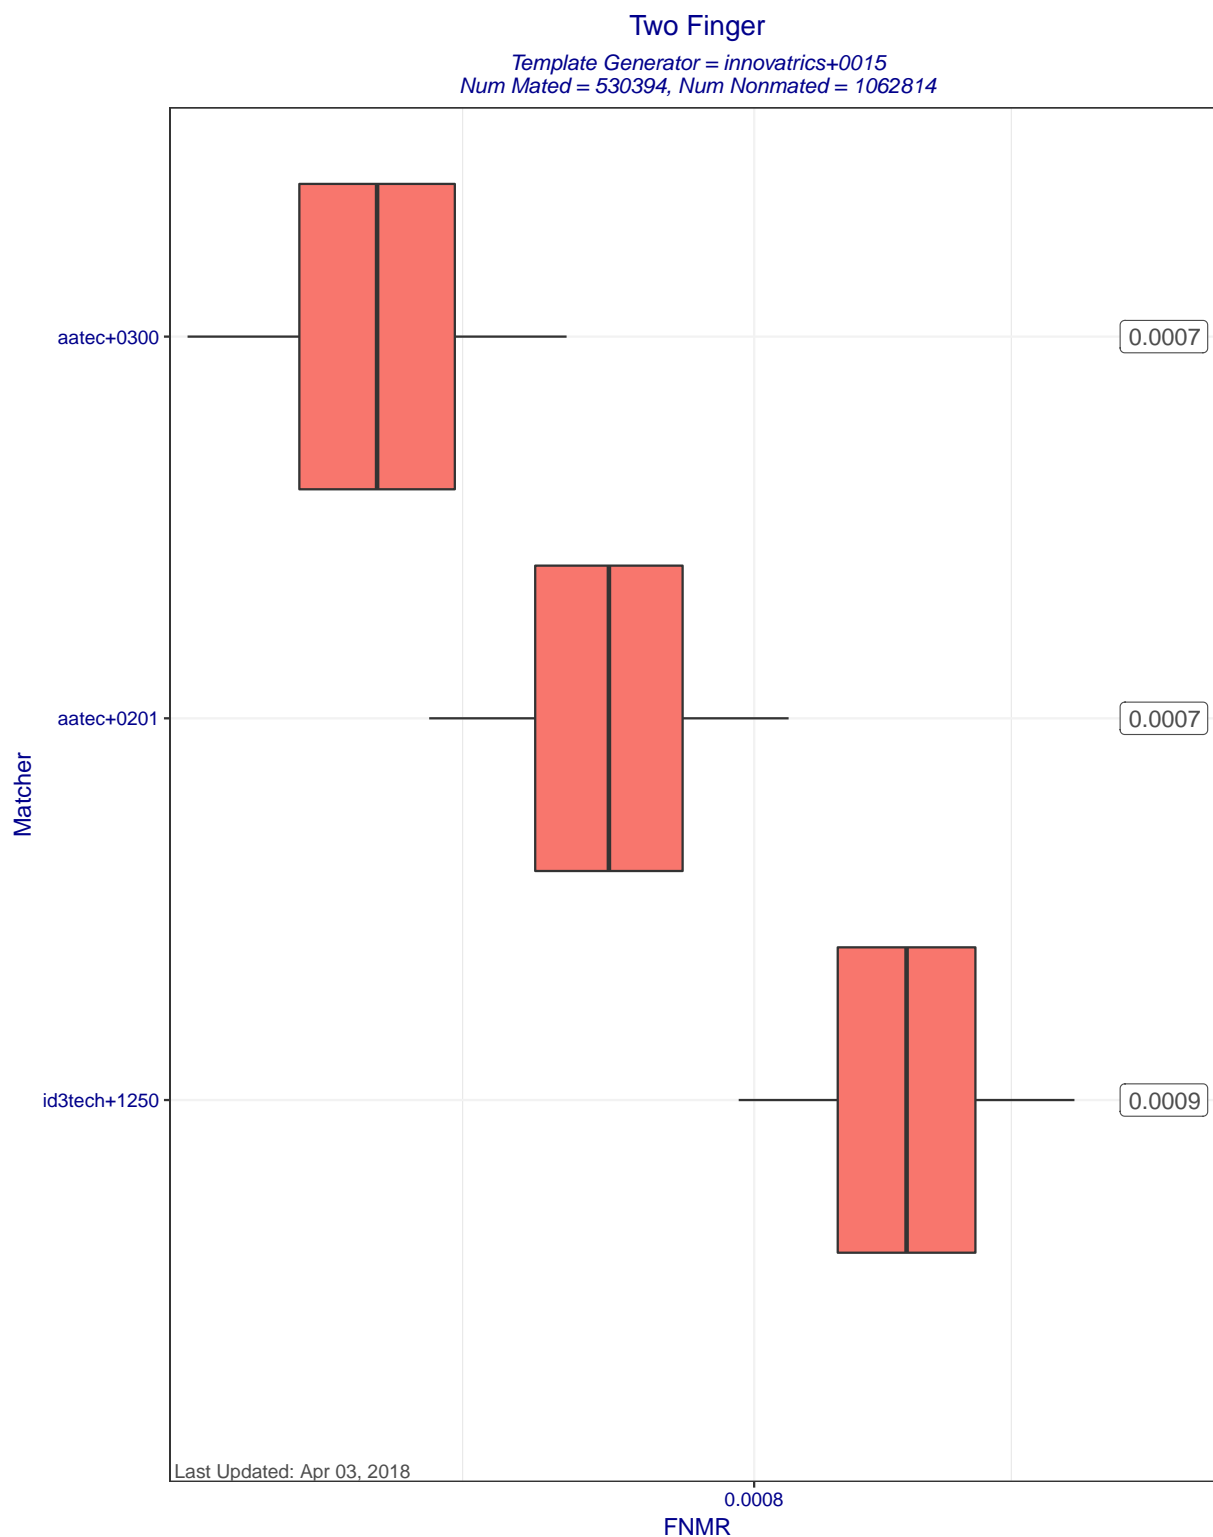 Two Finger
Template Generator = innovatrics+0015
Num Mated = 530394, Num Nonmated = 1062814
aatec+0300
0.0007
aatec+0201
0.0007
Matcher
id3tech+1250
0.0009
Last Updated: Apr 03, 2018
0.0008
FNMR